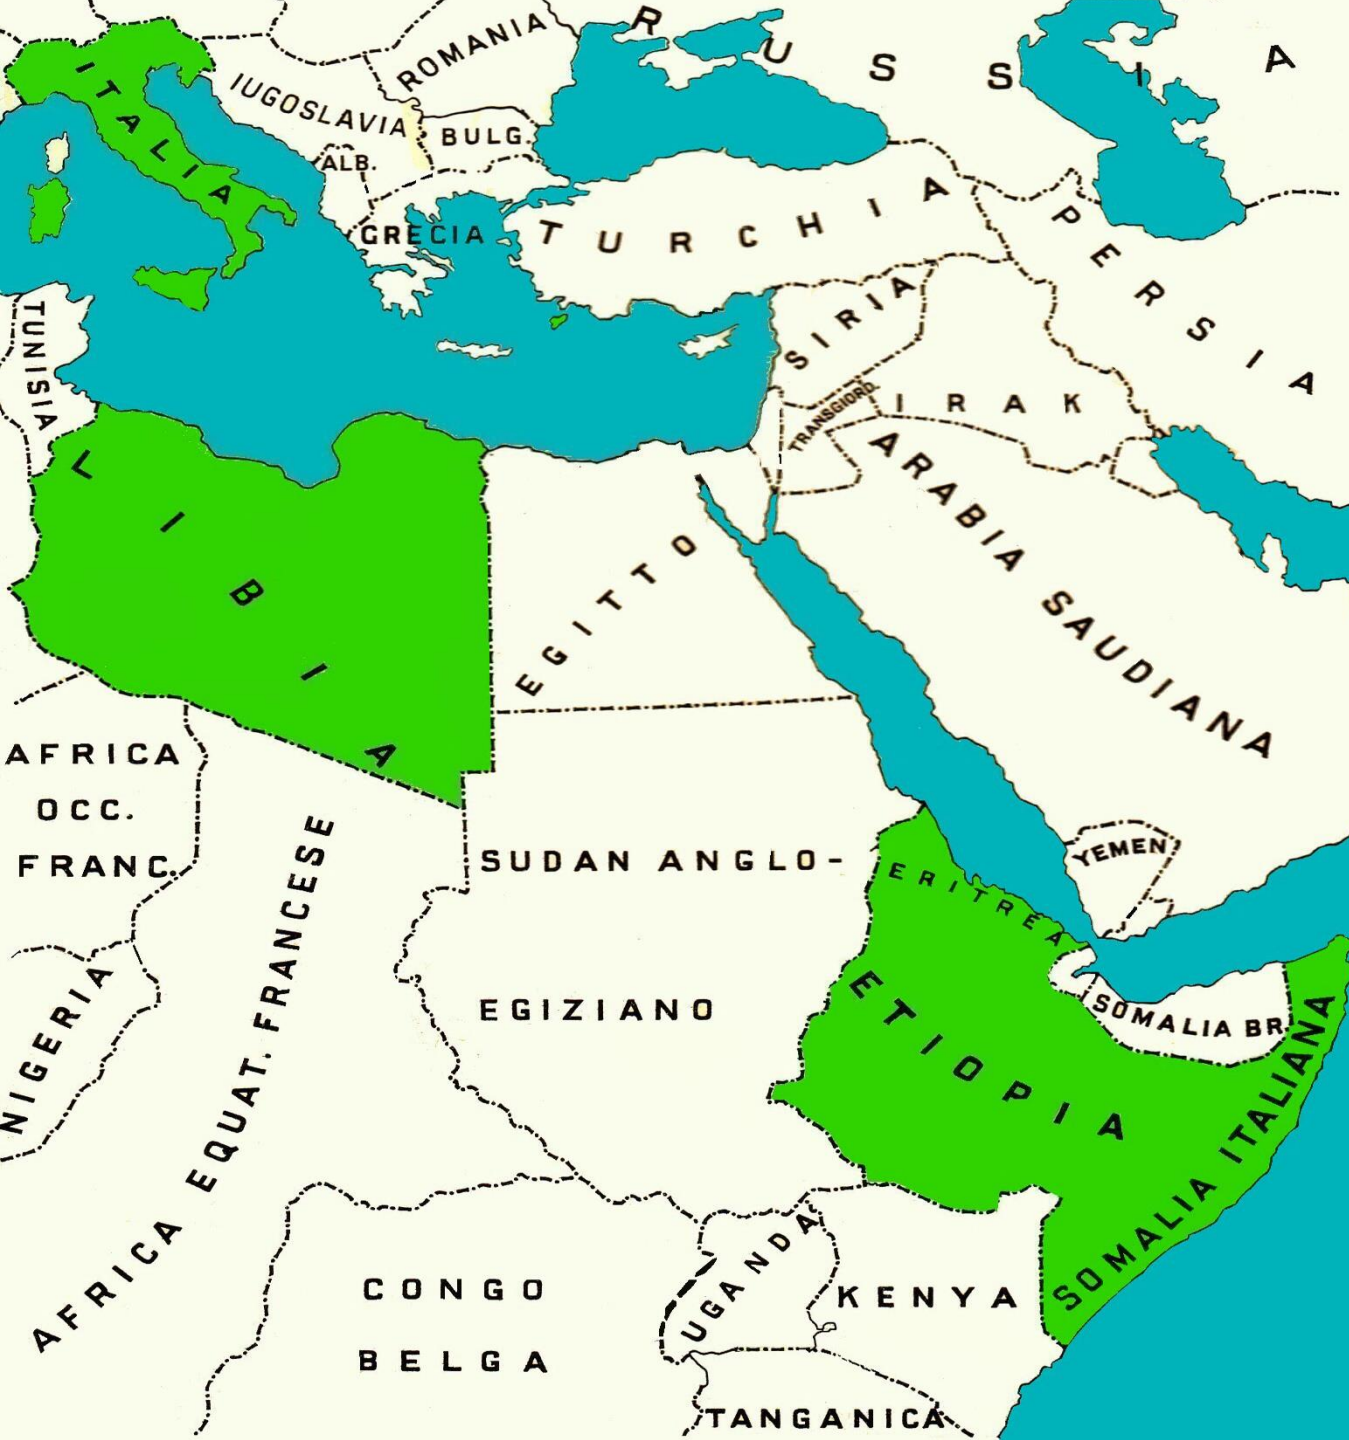 RUSSIA
ROMANIA
ITALIA
IUGOSLAVIA
BULG.
ALB.
GRECIA
TURCHIA
PERSIA
SIRIA
TUNISIA
TRANSGIORD.
IRAK
ARABIA SAUDIANA
LIBIA
EGITTO
AFRICA
OCC.
FRANC.
SUDAN ANGLO-
EGIZIANO
YEMEN
ERITREA
ETIOPIA
SOMALIA BR.
SOMALIA ITALIANA
NIGERIA
AFRICA EQUAT. FRANCESE
CONGO
BELGA
UGANDA
KENYA
TANGANICA